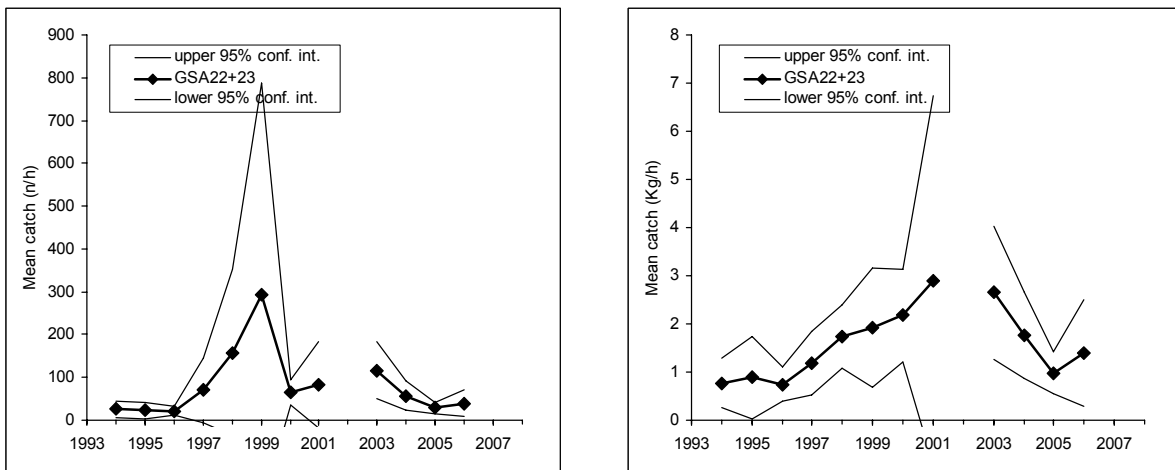 900
800
700
600
500
400
300
200
100
0
Mean catch (n/h)
upper 95% conf. int.
GSA22+23
lower 95% conf. int.
1993 1995 1997 1999 2001 2003 2005 2007
8
7
6
5
4
3
2
1
0
Mean catch (Kg/h)
upper 95% conf. int.
GSA22+23
lower 95% conf. int.
1993 1995 1997 1999 2001 2003 2005 2007